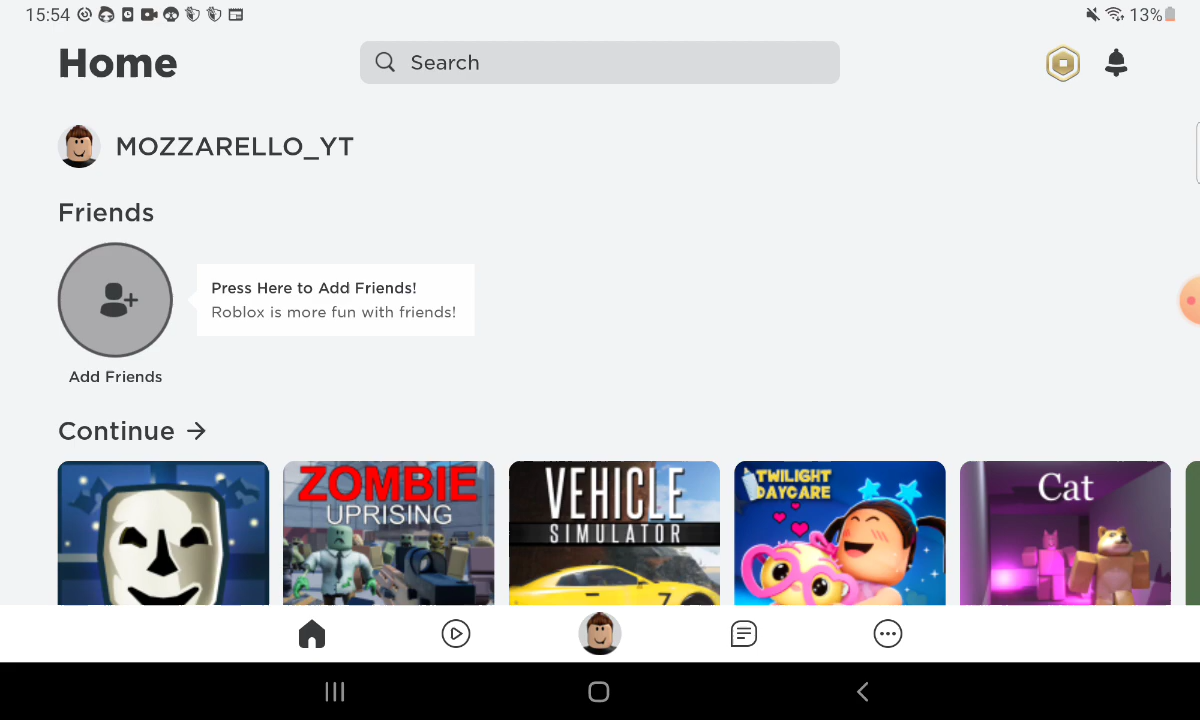 15:54
13%
Home
Search
MOZZARELLO_YT
Friends
Press Here to Add Friends!
Roblox is more fun with friends!
Add Friends
Continue →
ZOMBIE
UPRISING
VEHICLE
SIMULATOR
7
TWILIGHT
DAYCARE
Cat